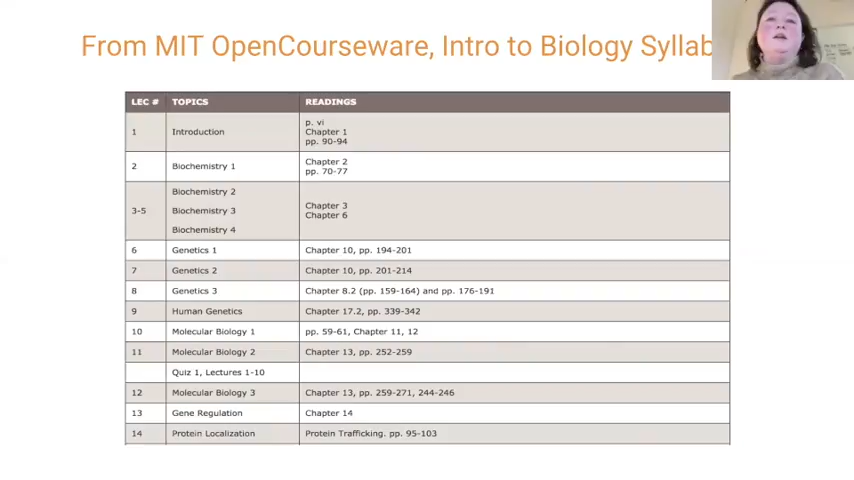 From MIT OpenCourseware, Intro to Biology Syllab
LEC # TOPICS READINGS
1 Introduction p. vi
Chapter 1
pp. 90-94
2 Biochemistry 1 Chapter 2
pp. 70-77
3-5 Biochemistry 2
Biochemistry 3
Biochemistry 4
Chapter 3
Chapter 6
6 Genetics 1 Chapter 10, pp. 194-201
7 Genetics 2 Chapter 10, pp. 201-214
8 Genetics 3 Chapter 8.2 (pp. 159-164) and pp. 176-191
9 Human Genetics Chapter 17.2, pp. 339-342
10 Molecular Biology 1 pp. 59-61, Chapter 11, 12
11 Molecular Biology 2 Chapter 13, pp. 252-259
Quiz 1, Lectures 1-10
12 Molecular Biology 3 Chapter 13, pp. 259-271, 244-246
13 Gene Regulation Chapter 14
14 Protein Localization Protein Trafficking. pp. 95-103